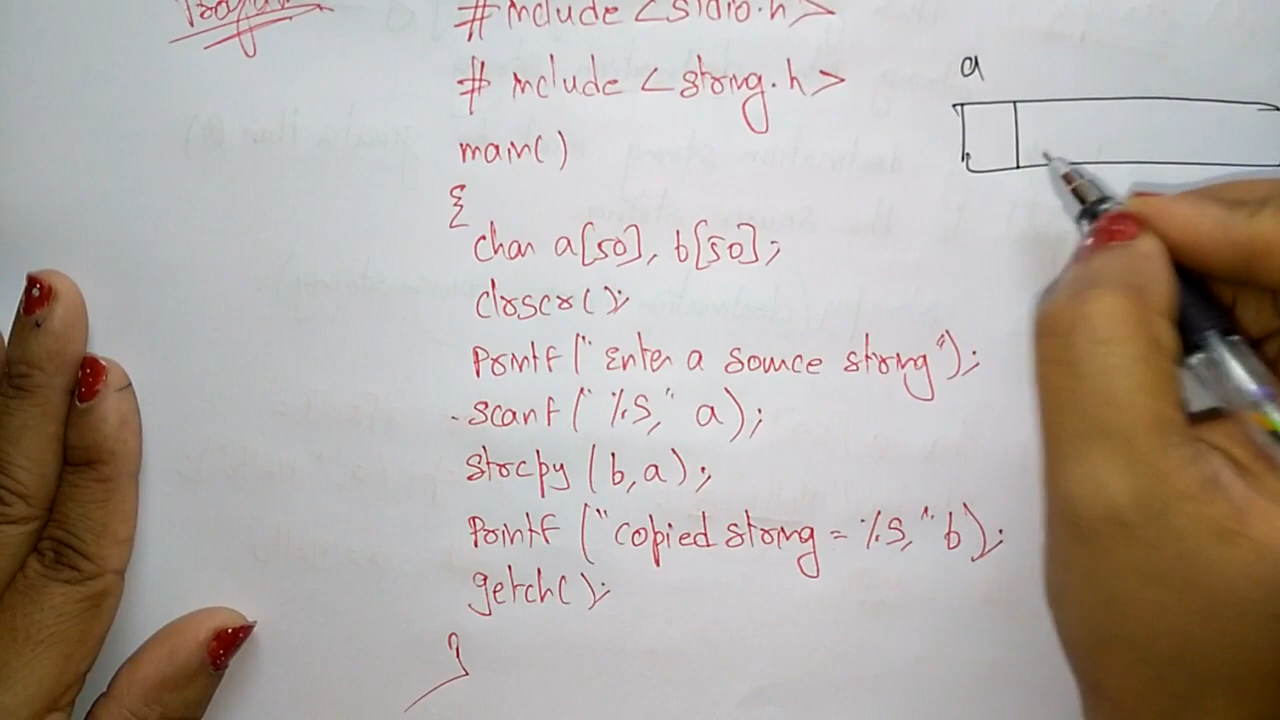 Program
#include <stdio.h>
#include <string.h>
a
main()
{
char a[50], b[50];
clrscr();
Printf ("Enter a source string");
scanf ("%s," a);
strcpy (b,a);
Printf ("copied string = %s," b);
getch();
}